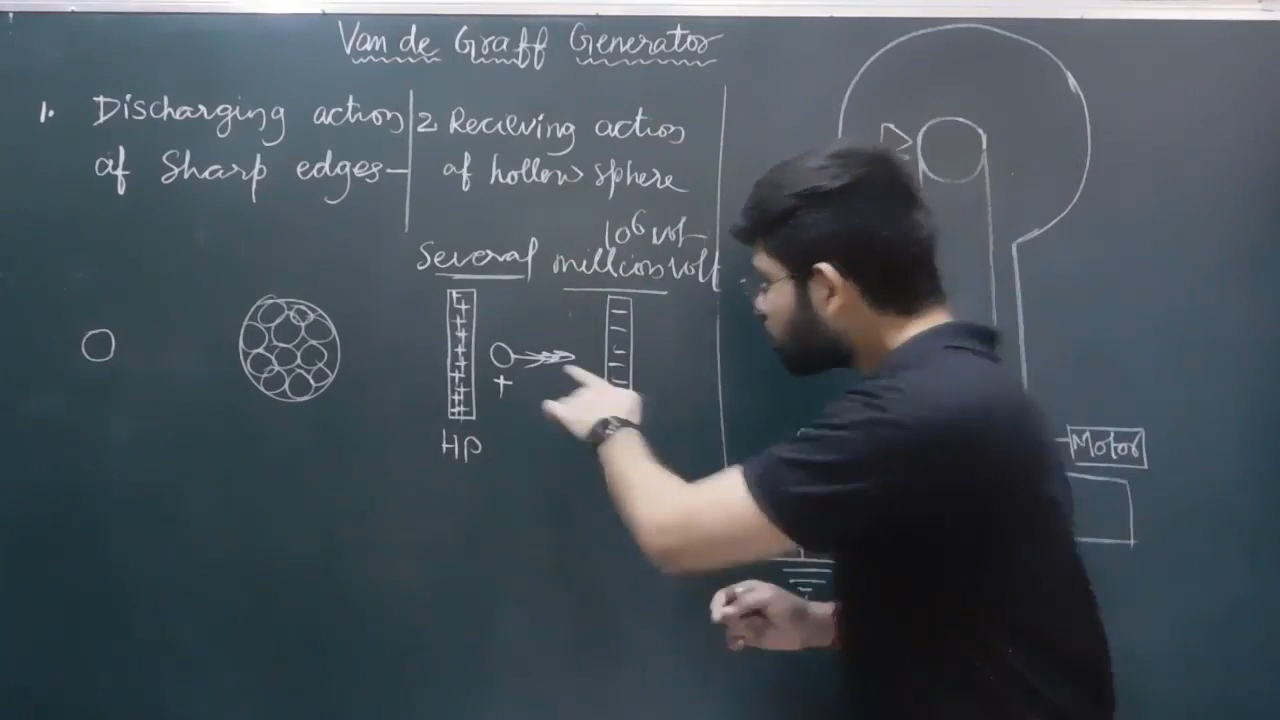 Van de Graff Generator
1. Discharging action
of Sharp edges-
2 Recieving action
of hollow sphere
10⁶ volt
Several million volt
+
HP
Motor